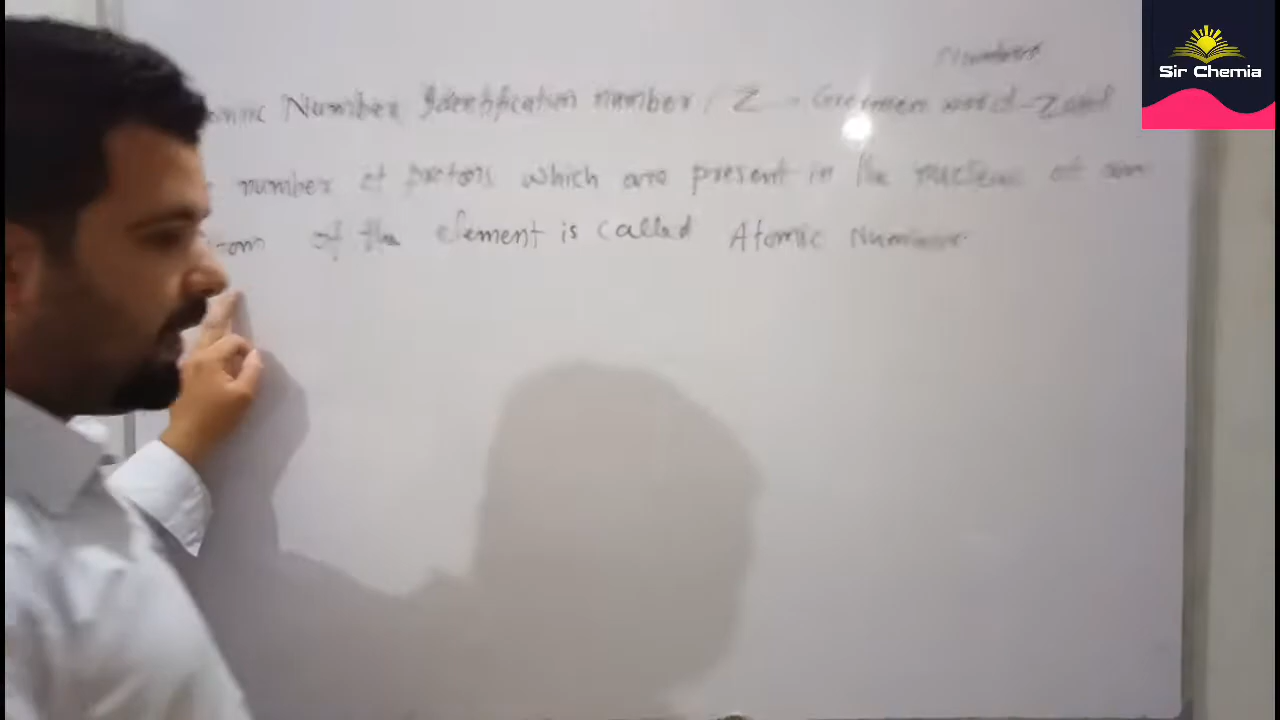 Numbers
Number Identification number / Z - German word - Zahl
number of protons which are present in the nucleus of an
of the element is called Atomic Number
Sir Chemia